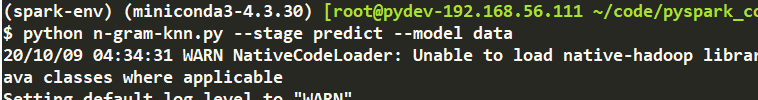 (spark-env) (miniconda3-4.3.30) [root@pydev-192.168.56.111 ~/code/pyspark_co
$ python n-gram-knn.py --stage predict --model data
20/10/09 04:34:31 WARN NativeCodeLoader: Unable to load native-hadoop librar
ava classes where applicable
Setting default log level to "WARN"